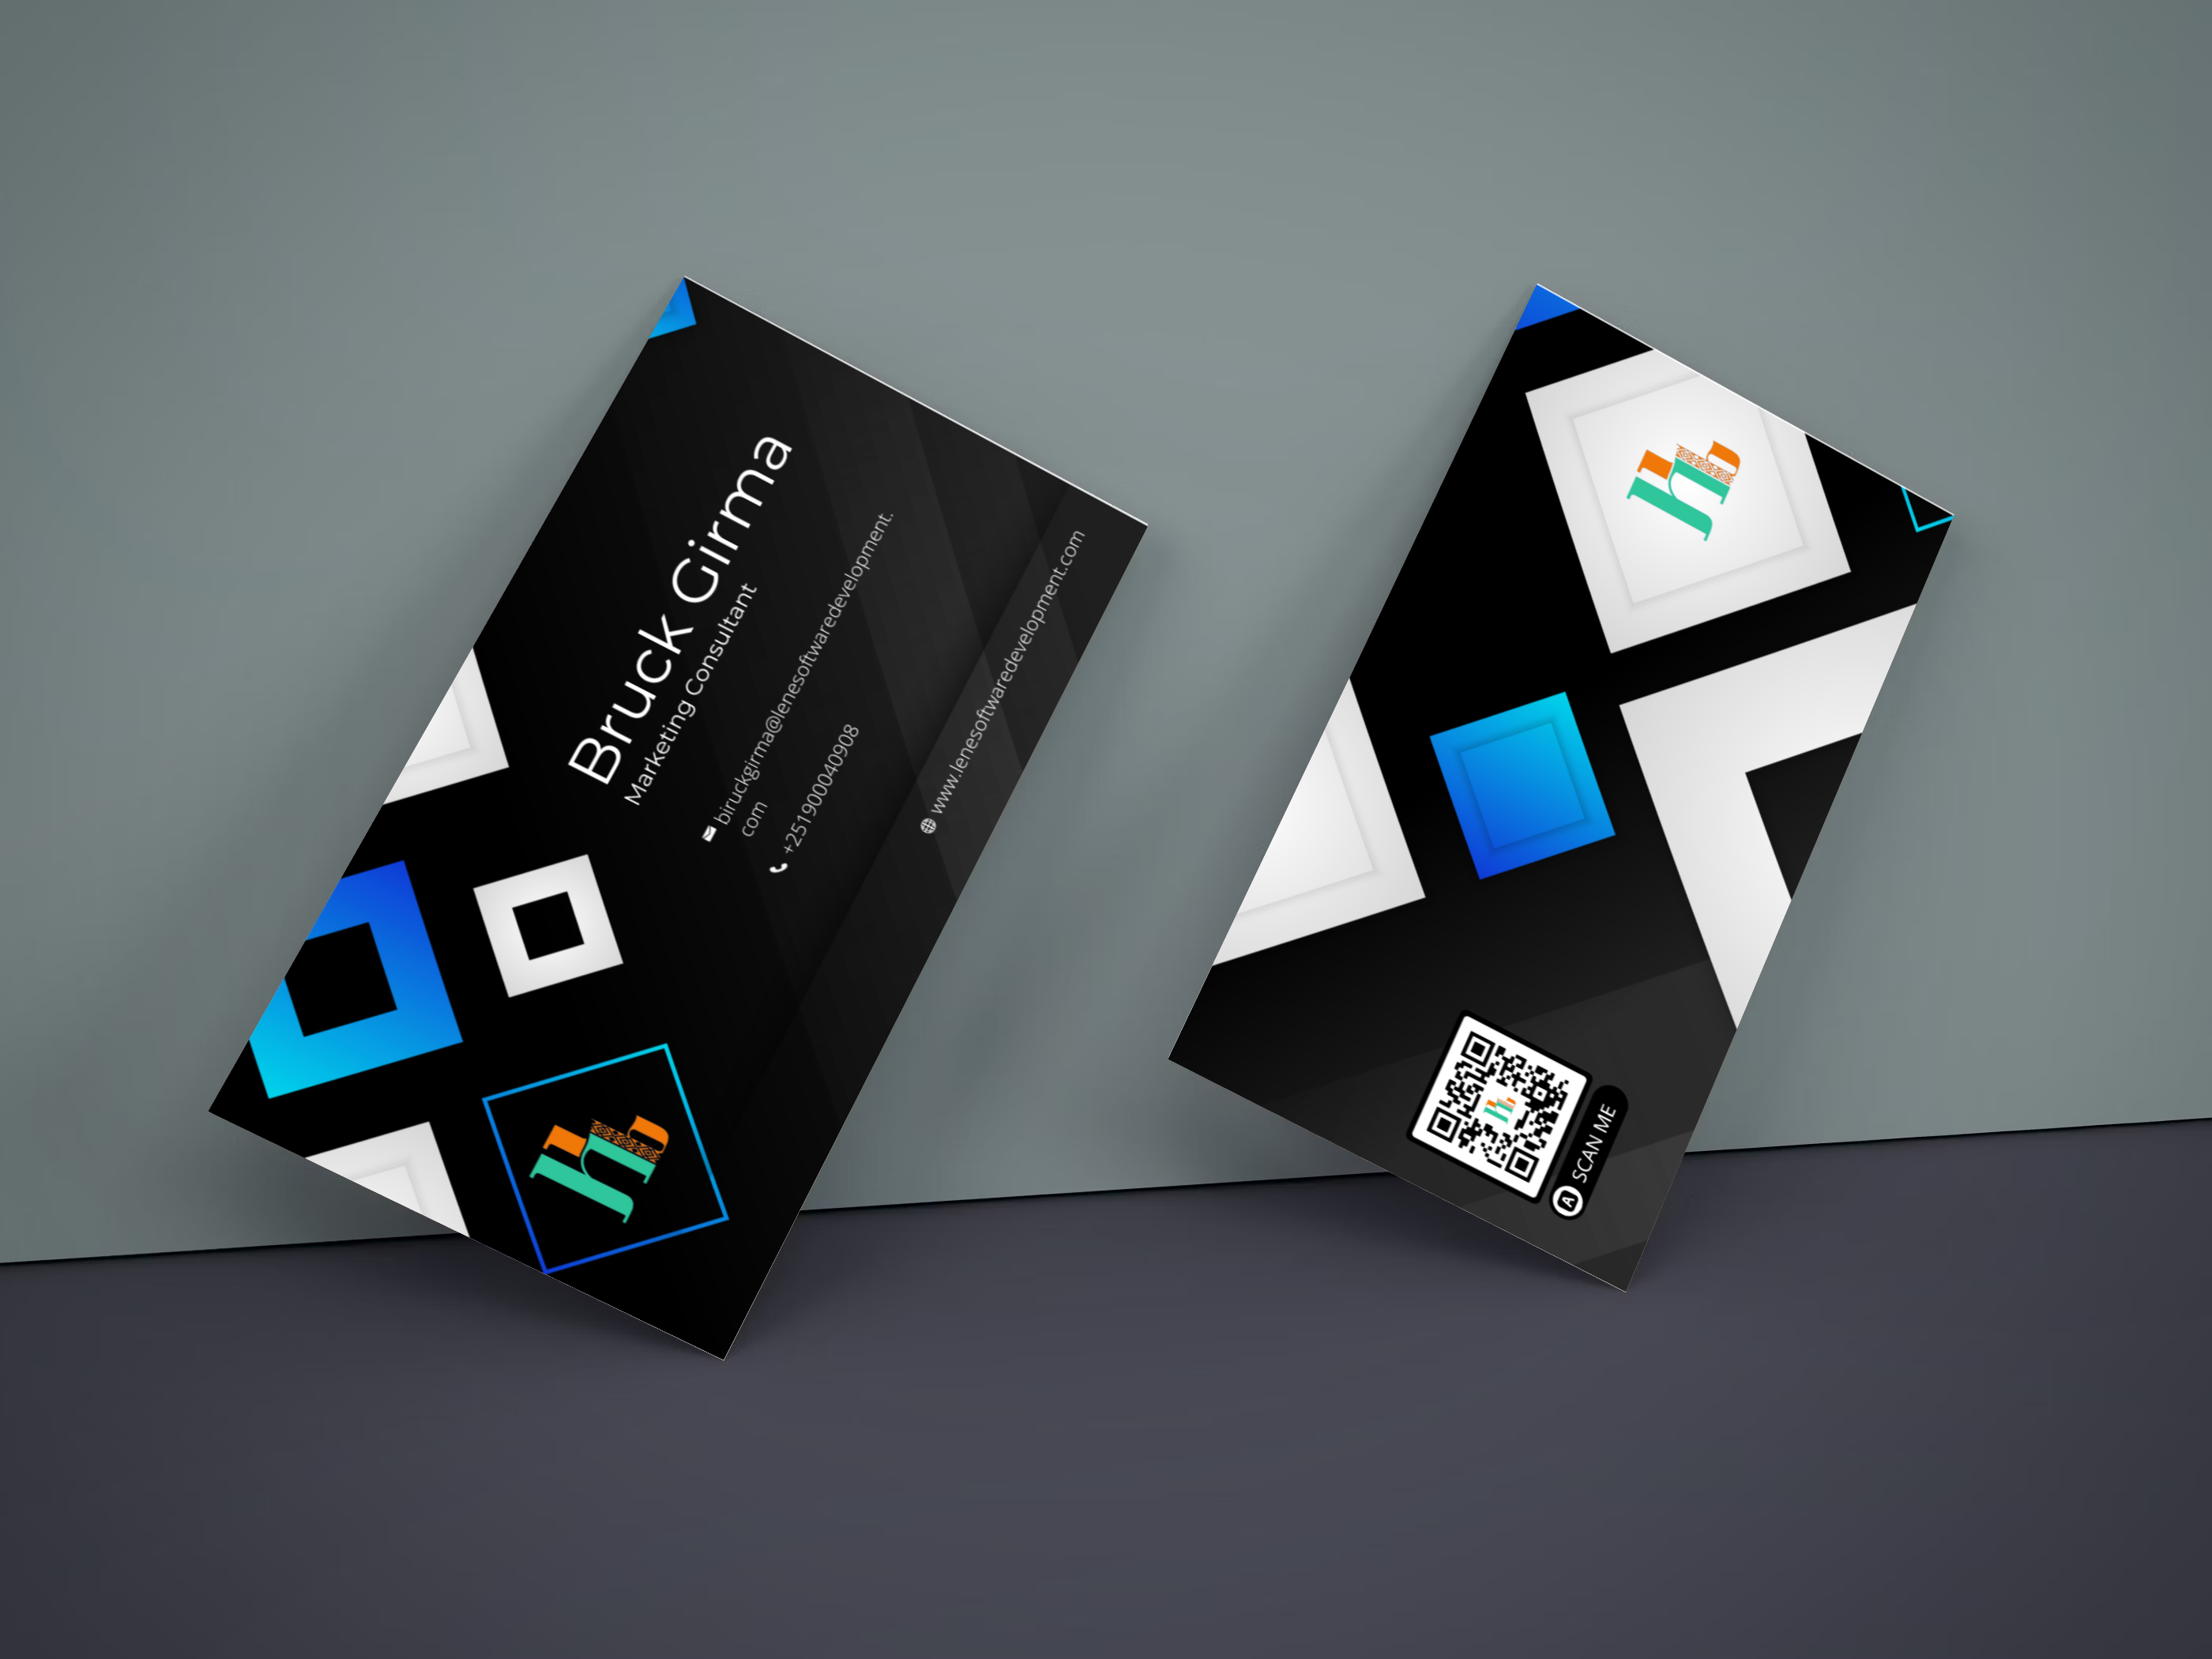 Bruck Girma
Marketing Consultant
biruckgirma@lenesoftwaredevelopment.
com
+251900040908
www.lenesoftwaredevelopment.com
SCAN ME